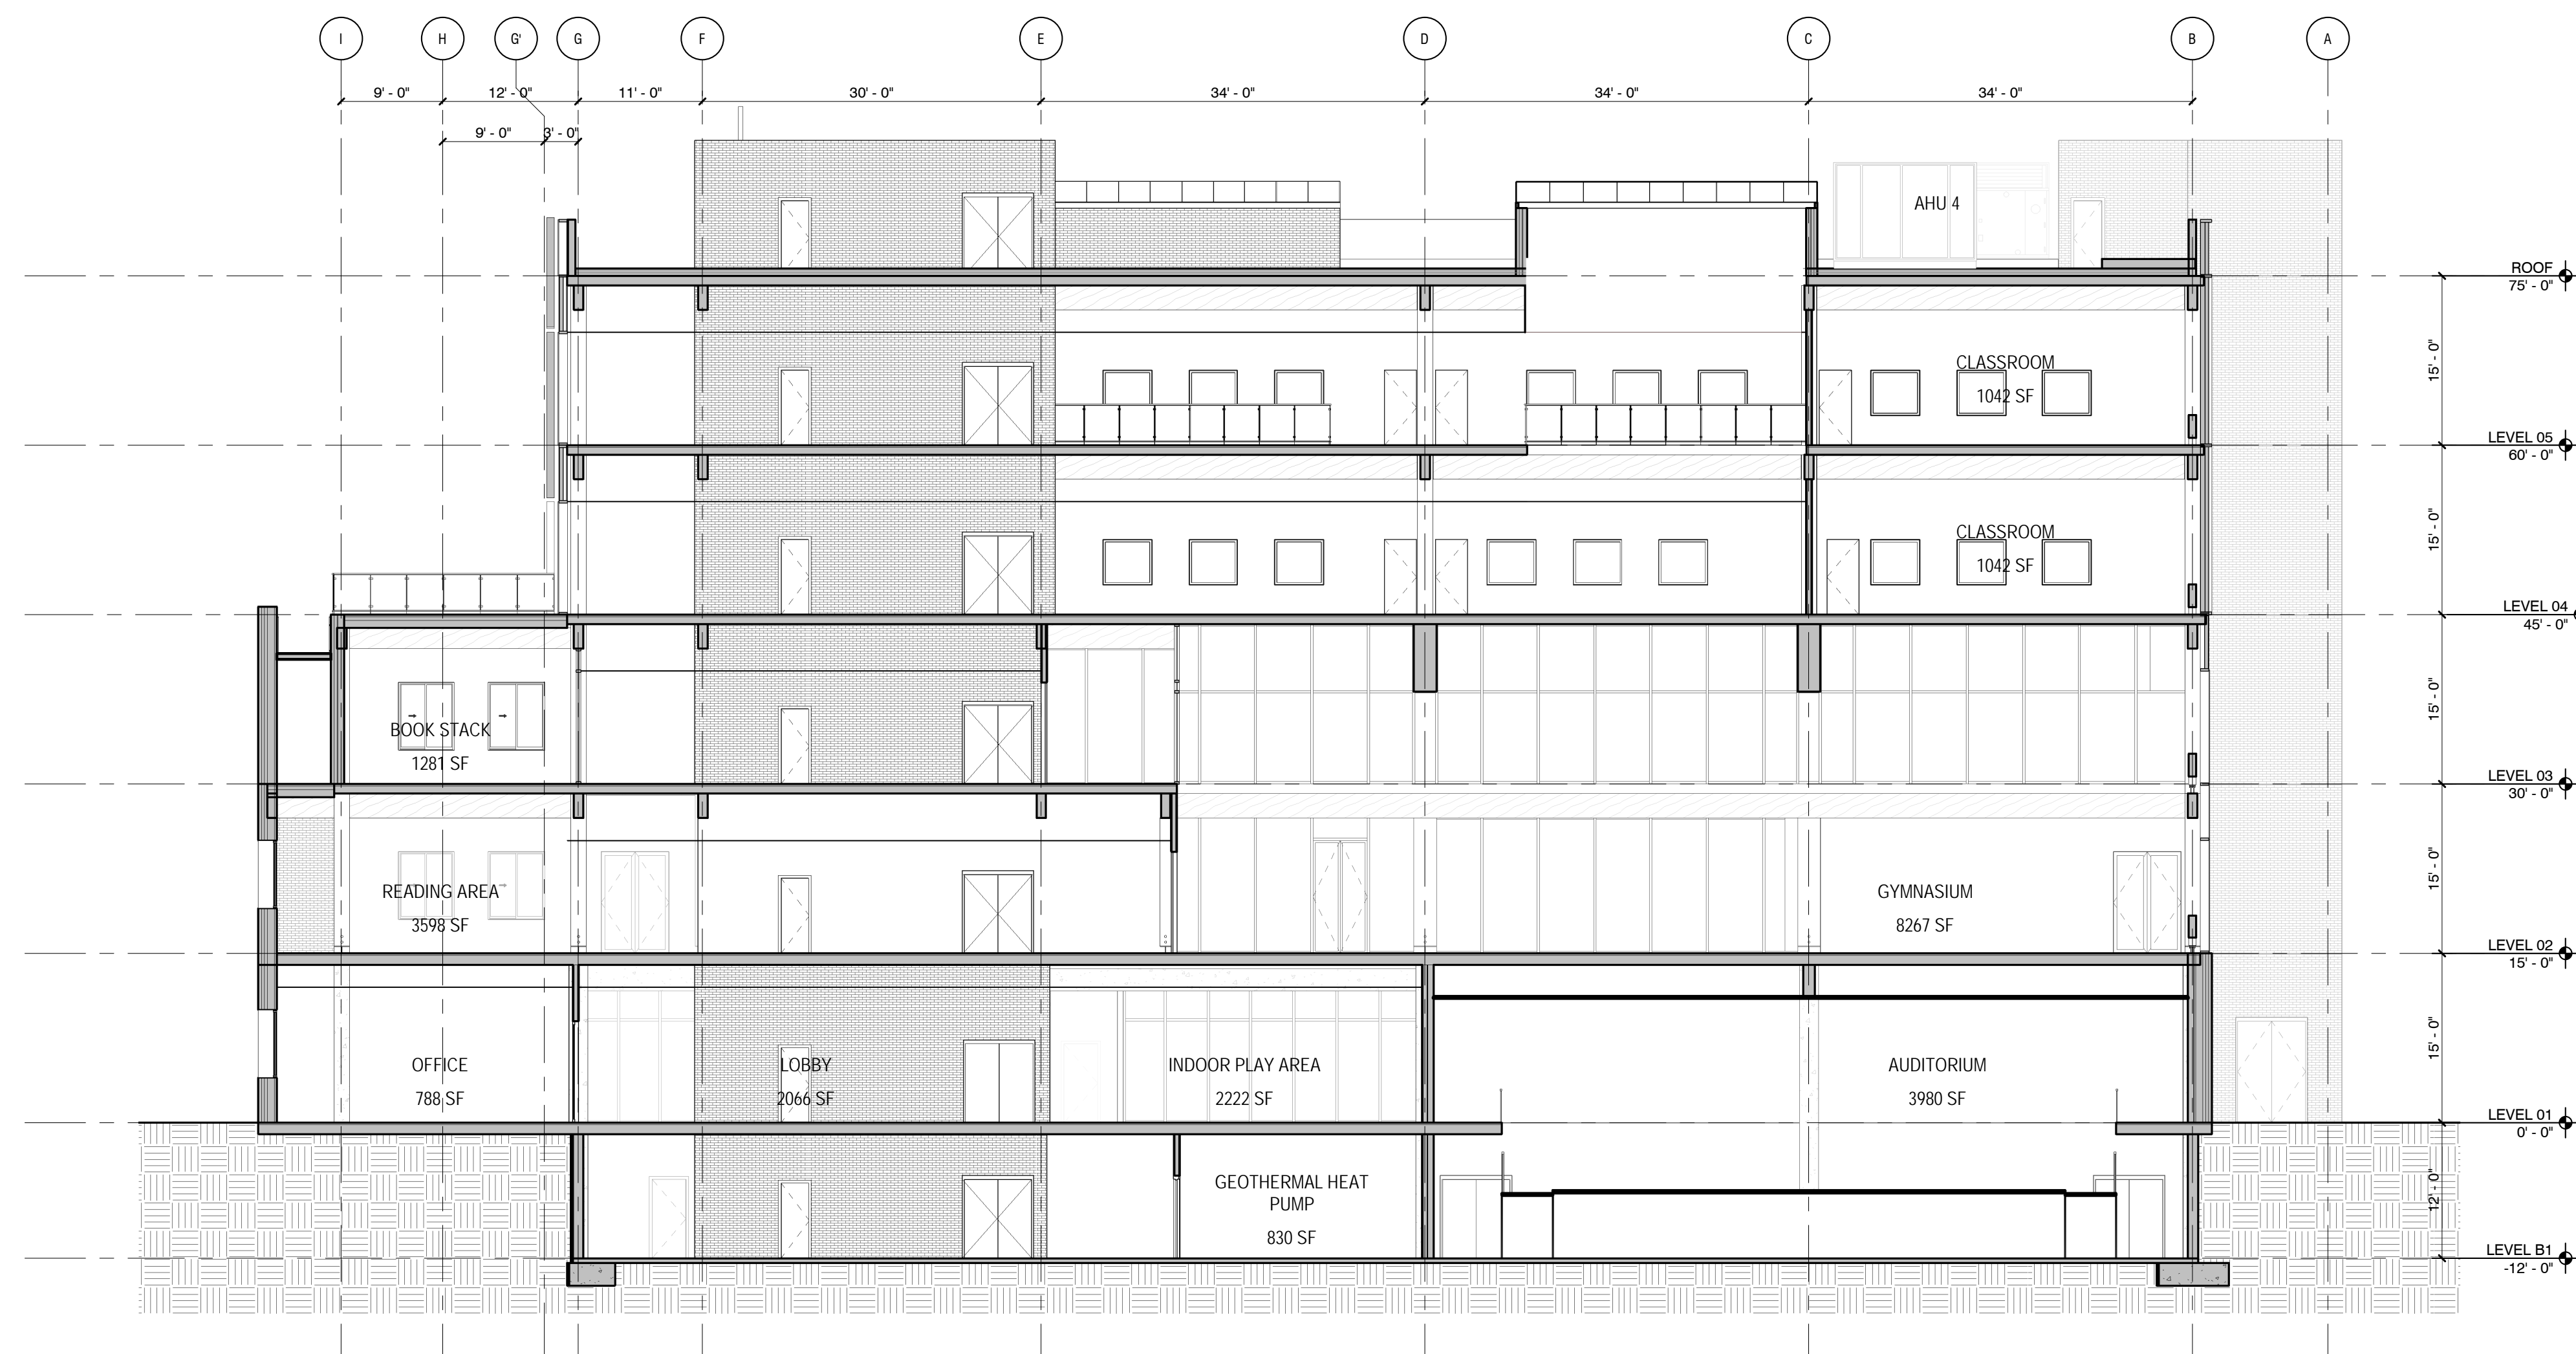 I
H
G'
G
F
E
D
C
B
A
9' - 0"
12' - 0"
11' - 0"
30' - 0"
34' - 0"
34' - 0"
34' - 0"
9' - 0"
3' - 0"
AHU 4
ROOF
75' - 0"
15' - 0"
CLASSROOM
1042 SF
LEVEL 05
60' - 0"
15' - 0"
CLASSROOM
1042 SF
LEVEL 04
45' - 0"
15' - 0"
BOOK STACK
1281 SF
LEVEL 03
30' - 0"
15' - 0"
READING AREA
3598 SF
GYMNASIUM
8267 SF
LEVEL 02
15' - 0"
15' - 0"
OFFICE
788 SF
LOBBY
2066 SF
INDOOR PLAY AREA
2222 SF
AUDITORIUM
3980 SF
LEVEL 01
0' - 0"
12' - 0"
GEOTHERMAL HEAT
PUMP
830 SF
LEVEL B1
-12' - 0"